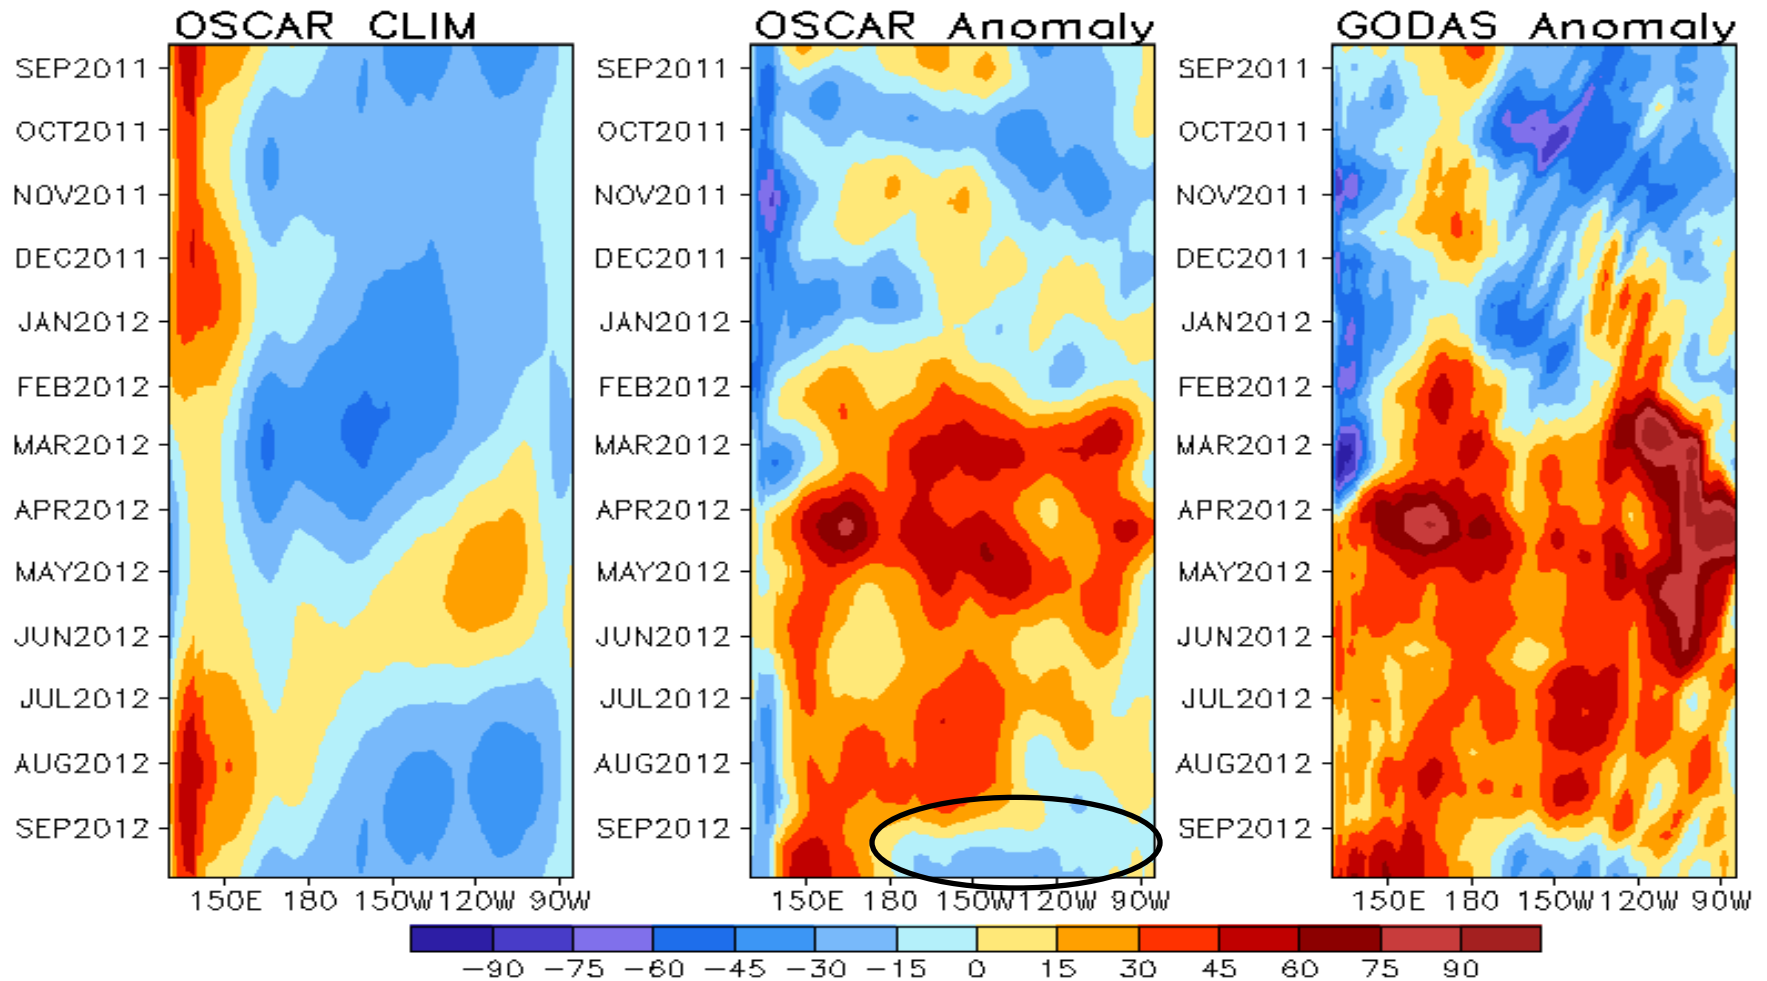 OSCAR CLIM
SEP2011
OCT2011
NOV2011
DEC2011
JAN2012
FEB2012
MAR2012
APR2012
MAY2012
JUN2012
JUL2012
AUG2012
SEP2012
150E 180 150W 120W 90W
OSCAR Anomaly
SEP2011
OCT2011
NOV2011
DEC2011
JAN2012
FEB2012
MAR2012
APR2012
MAY2012
JUN2012
JUL2012
AUG2012
SEP2012
150E 180 150W 120W 90W
GODAS Anomaly
SEP2011
OCT2011
NOV2011
DEC2011
JAN2012
FEB2012
MAR2012
APR2012
MAY2012
JUN2012
JUL2012
AUG2012
SEP2012
150E 180 150W 120W 90W
−90 −75 −60 −45 −30 −15 0 15 30 45 60 75 90